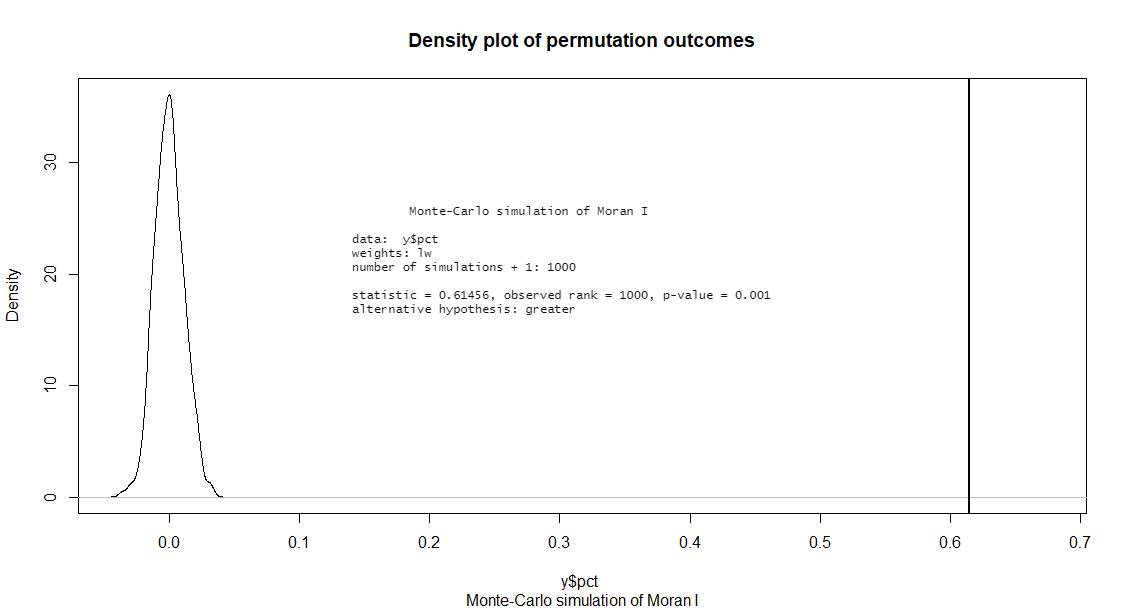 Density plot of permutation outcomes
30
20
10
0
Density
Monte-Carlo simulation of Moran I
data:  y$pct
weights: lw
number of simulations + 1: 1000
statistic = 0.61456, observed rank = 1000, p-value = 0.001
alternative hypothesis: greater
0.0 0.1 0.2 0.3 0.4 0.5 0.6 0.7
y$pct
Monte-Carlo simulation of Moran I